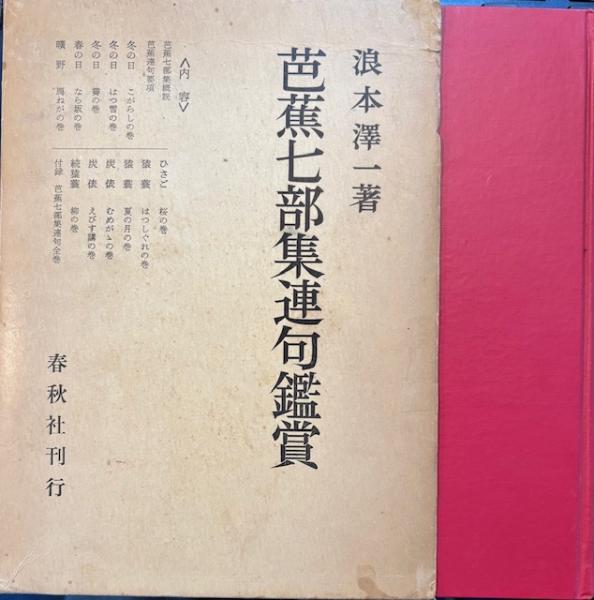 浪本澤一著
芭蕉七部集連句鑑賞
＜内容＞
芭蕉七部集概説
芭蕉連句要項
冬の日 こがらしの巻
冬の日 はつ雪の巻
冬の日 霽の巻
春の日 なら坂の巻
曠野 鴈がねの巻
ひさご 桜の巻
猿蓑 はつしぐれの巻
猿蓑 夏の月の巻
炭俵 むめがゝの巻
炭俵 えびす講の巻
続猿蓑 柳の巻
付録 芭蕉七部集連句全巻
春秋社刊行